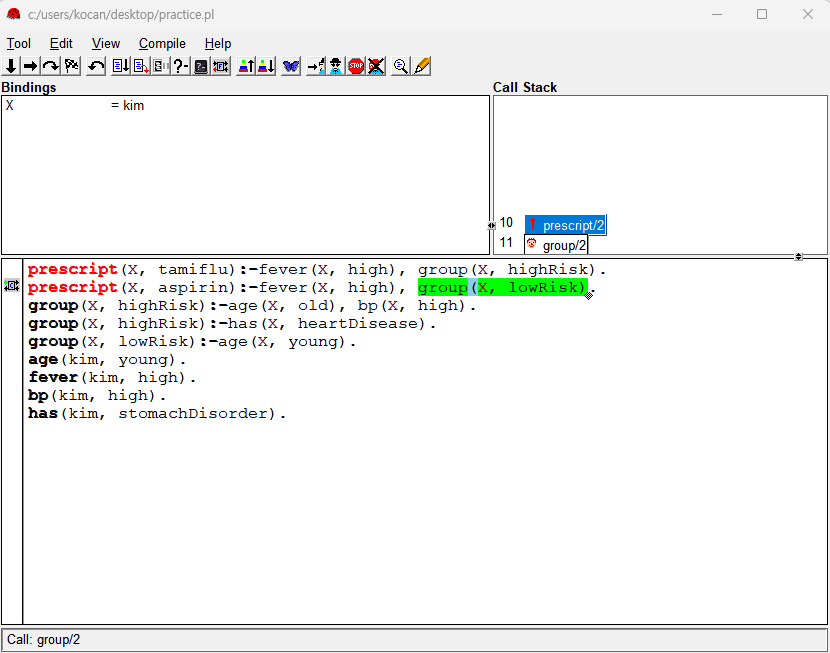 c:/users/kocan/desktop/practice.pl
Tool Edit View Compile Help
STOP
Bindings
Call Stack
X = kim
10 prescript/2
11 group/2
prescript(X, tamiflu):-fever(X, high), group(X, highRisk).
prescript(X, aspirin):-fever(X, high), group(X, lowRisk).
group(X, highRisk):-age(X, old), bp(X, high).
group(X, highRisk):-has(X, heartDisease).
group(X, lowRisk):-age(X, young).
age(kim, young).
fever(kim, high).
bp(kim, high).
has(kim, stomachDisorder).
Call: group/2